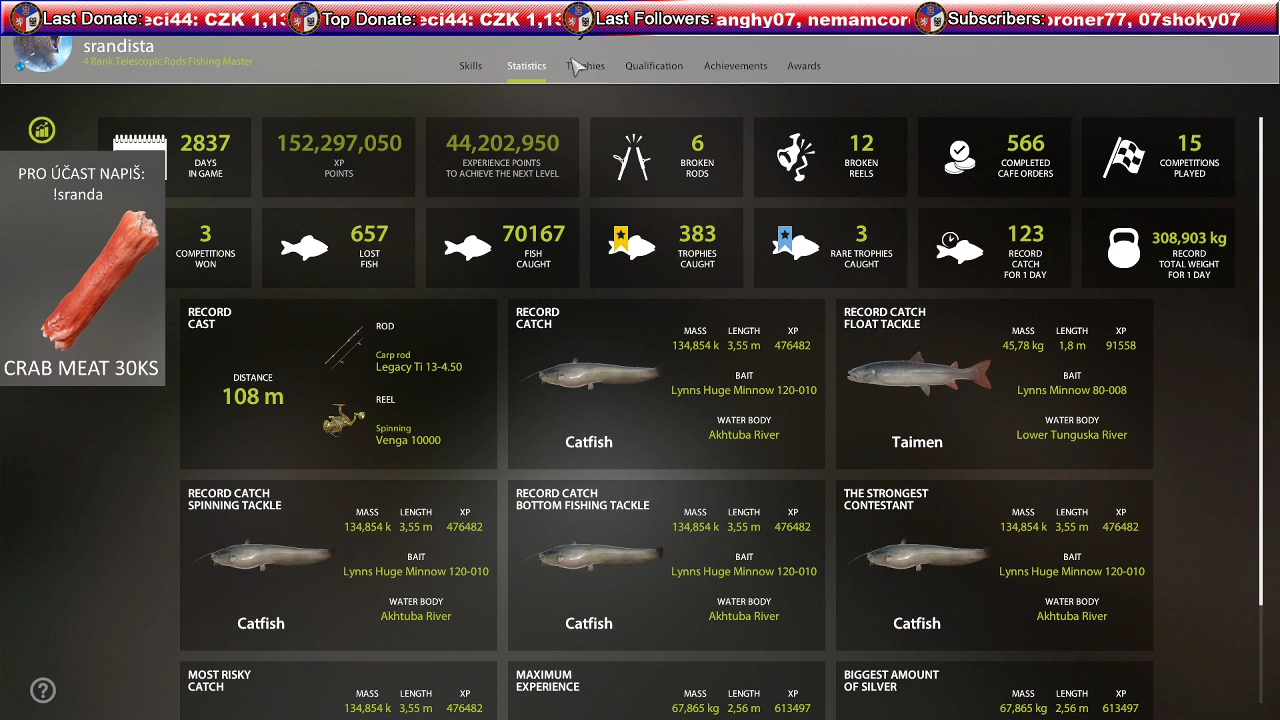 Last Donate: eci44: CZK 1,13 Top Donate: eci44: CZK 1,13 Last Followers: anghy07, nemamcor Subscribers: roner77, 07shoky07
srandista
4 Rank Telescopic Rods Fishing Master
Skills Statistics Trophies Qualification Achievements Awards
2837 152,297,050 44,202,950 6 12 566 15
DAYS XP EXPERIENCE POINTS BROKEN BROKEN COMPLETED COMPETITIONS
IN GAME POINTS TO ACHIEVE THE NEXT LEVEL RODS REELS CAFE ORDERS PLAYED
PRO ÚČAST NAPIŠ:
!sranda
CRAB MEAT 30KS
3 657 70167 383 3 123 308,903 kg
COMPETITIONS LOST FISH TROPHIES RARE TROPHIES RECORD RECORD
WON FISH CAUGHT CAUGHT CAUGHT CATCH TOTAL WEIGHT
FOR 1 DAY FOR 1 DAY
RECORD
CAST
ROD
Carp rod
Legacy Ti 13-4.50
DISTANCE
108 m
REEL
Spinning
Venga 10000
RECORD
CATCH
MASS LENGTH XP
134,854 k 3,55 m 476482
BAIT
Lynns Huge Minnow 120-010
WATER BODY
Akhtuba River
Catfish
RECORD CATCH
FLOAT TACKLE
MASS LENGTH XP
45,78 kg 1,8 m 91558
BAIT
Lynns Minnow 80-008
WATER BODY
Lower Tunguska River
Taimen
RECORD CATCH
SPINNING TACKLE
MASS LENGTH XP
134,854 k 3,55 m 476482
BAIT
Lynns Huge Minnow 120-010
WATER BODY
Akhtuba River
Catfish
RECORD CATCH
BOTTOM FISHING TACKLE
MASS LENGTH XP
134,854 k 3,55 m 476482
BAIT
Lynns Huge Minnow 120-010
WATER BODY
Akhtuba River
Catfish
THE STRONGEST
CONTESTANT
MASS LENGTH XP
134,854 k 3,55 m 476482
BAIT
Lynns Huge Minnow 120-010
WATER BODY
Akhtuba River
Catfish
MOST RISKY
CATCH
MASS LENGTH XP
134,854 k 3,55 m 476482
MAXIMUM
EXPERIENCE
MASS LENGTH XP
67,865 kg 2,56 m 613497
BIGGEST AMOUNT
OF SILVER
MASS LENGTH XP
67,865 kg 2,56 m 613497
?